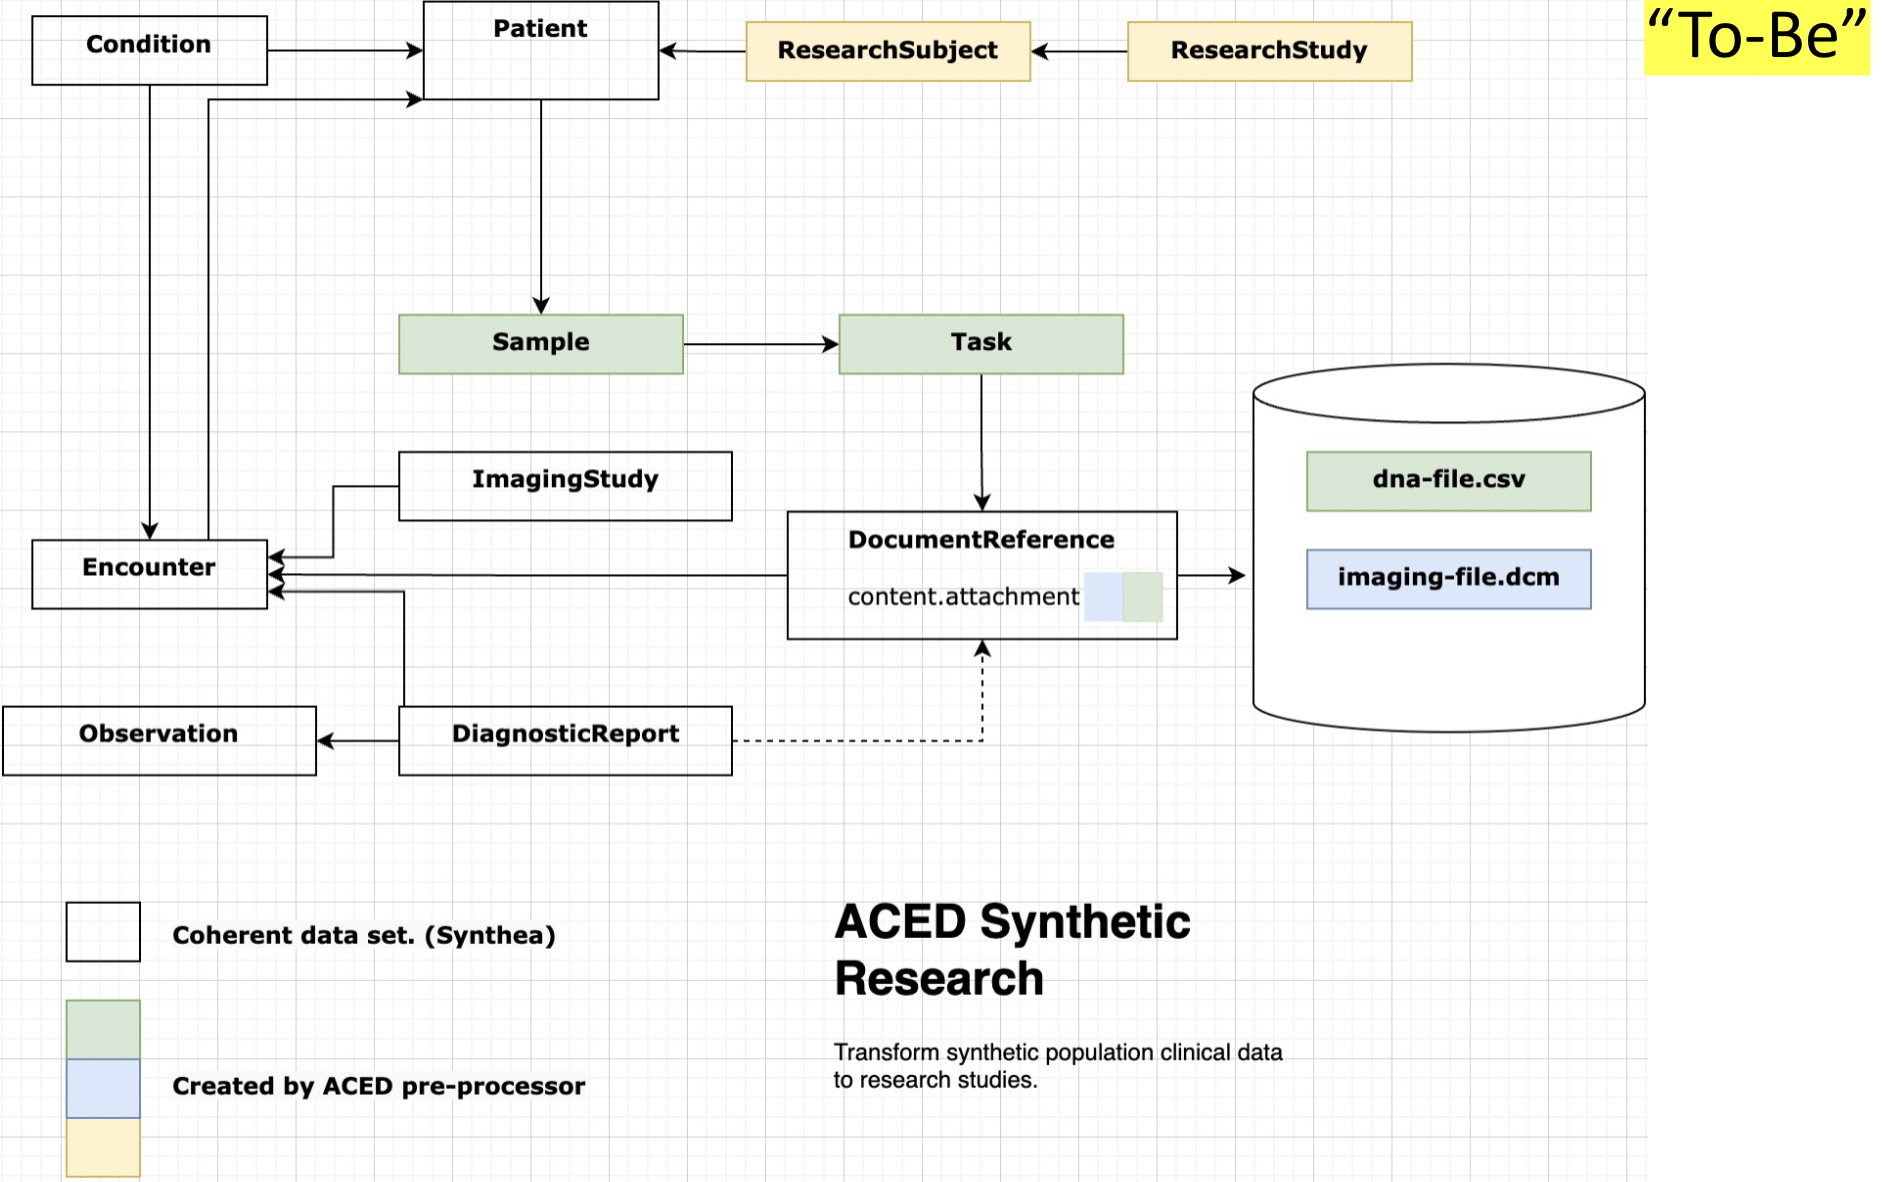 “To-Be”
Condition
Patient
ResearchSubject
ResearchStudy
Sample
Task
ImagingStudy
dna-file.csv
DocumentReference
Encounter
imaging-file.dcm
content.attachment
Observation
DiagnosticReport
Coherent data set. (Synthea)
Created by ACED pre-processor
ACED Synthetic
Research
Transform synthetic population clinical data
to research studies.